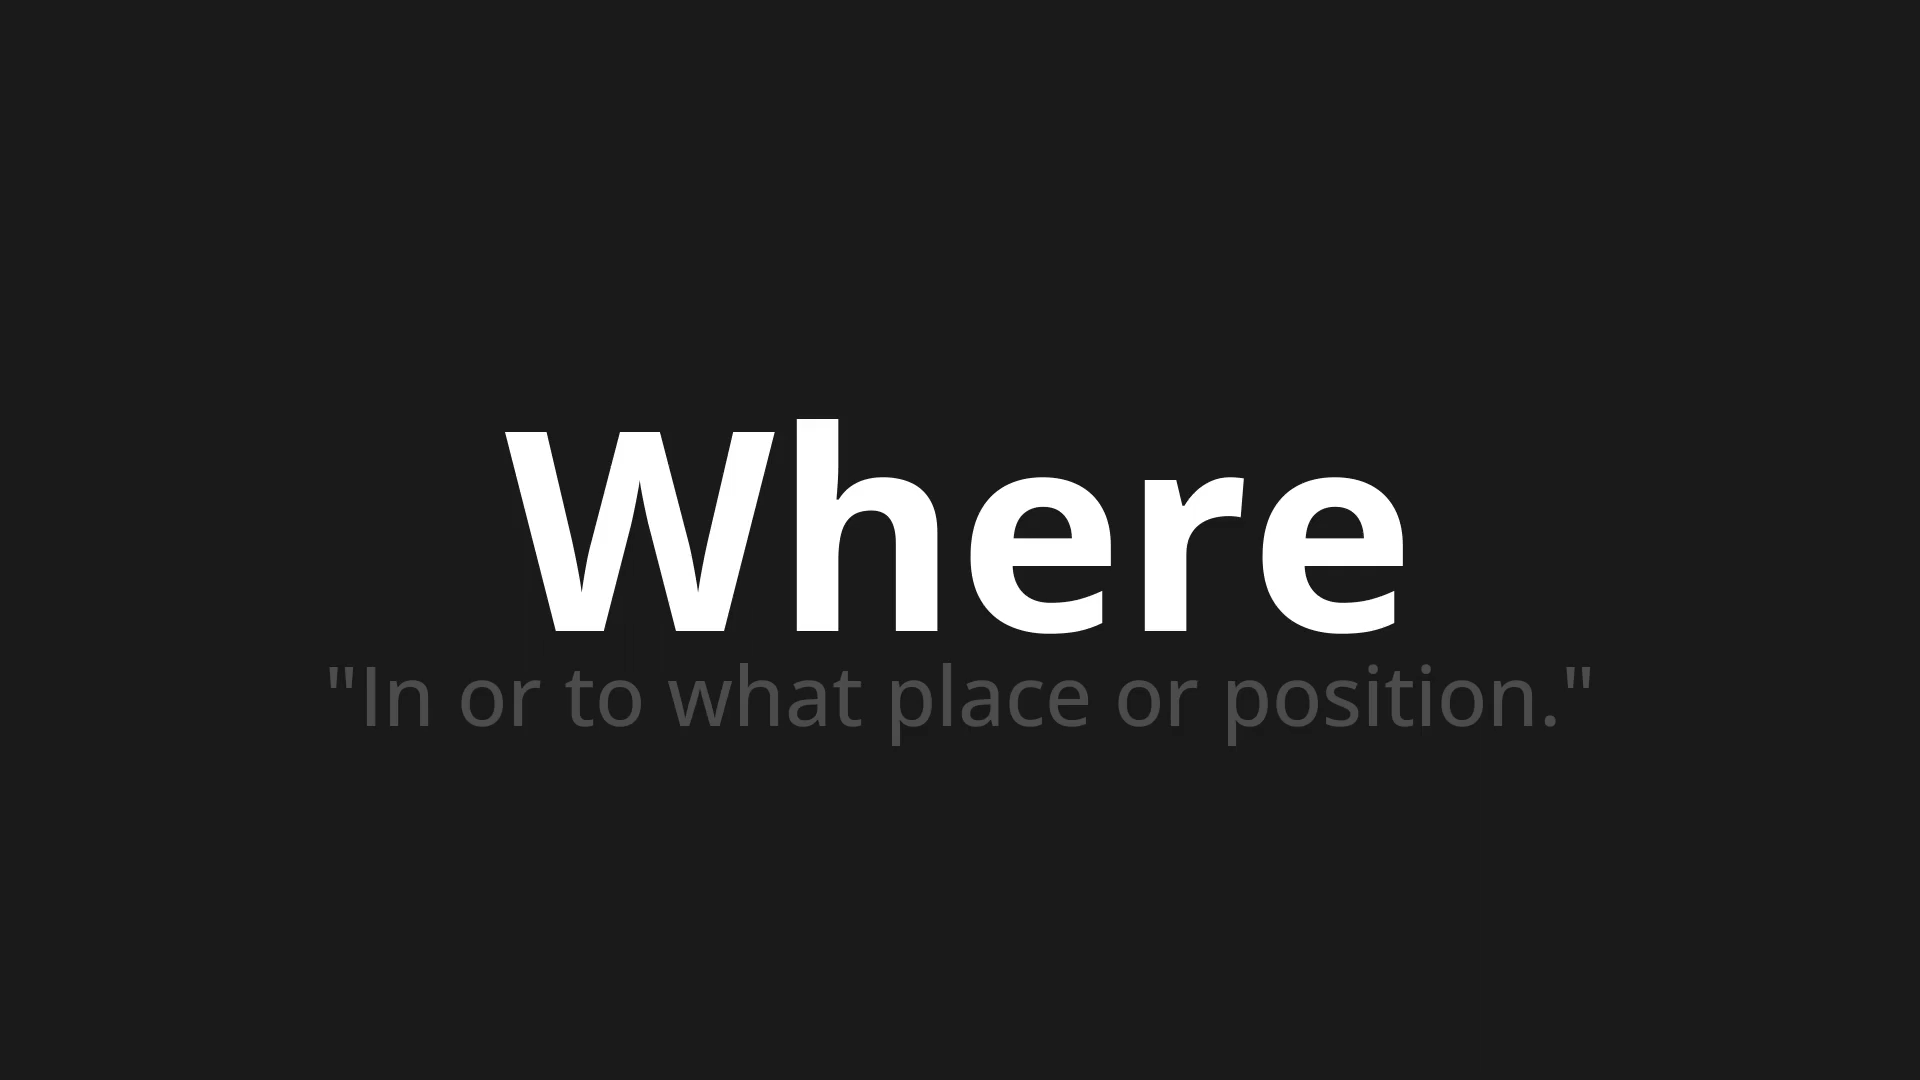 Where
"In or to what place or position."